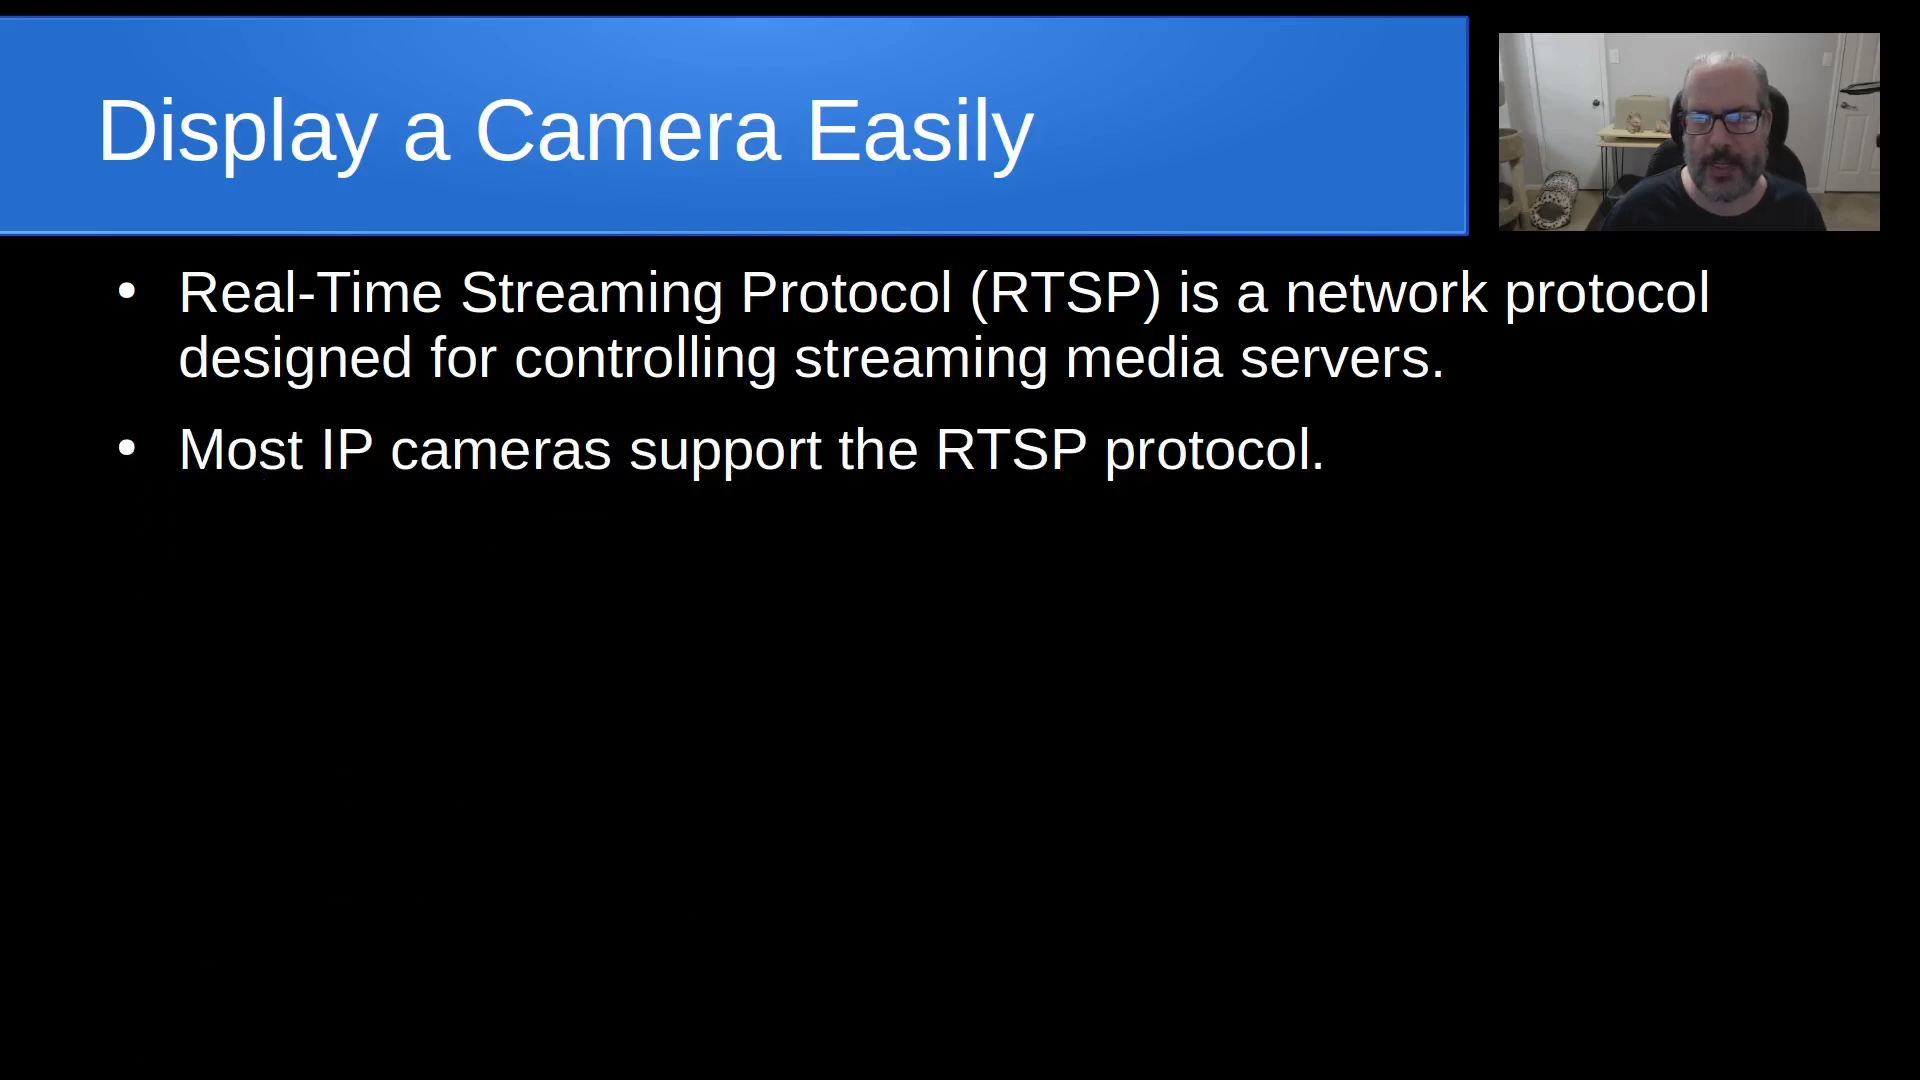 Display a Camera Easily
• Real-Time Streaming Protocol (RTSP) is a network protocol
designed for controlling streaming media servers.
• Most IP cameras support the RTSP protocol.